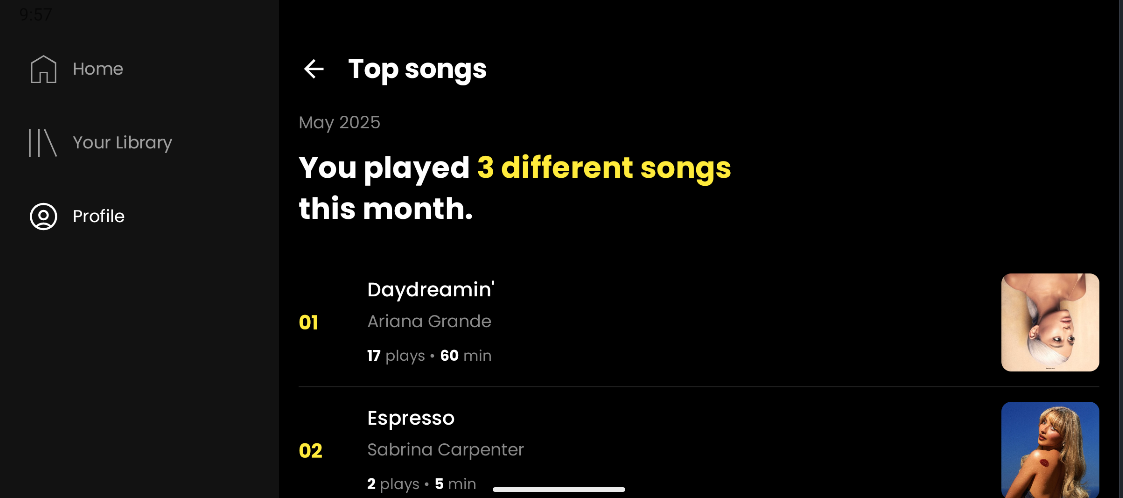 9:57
Home
Your Library
Profile
Top songs
May 2025
You played 3 different songs
this month.
01
Daydreamin'
Ariana Grande
17 plays • 60 min
02
Espresso
Sabrina Carpenter
2 plays • 5 min